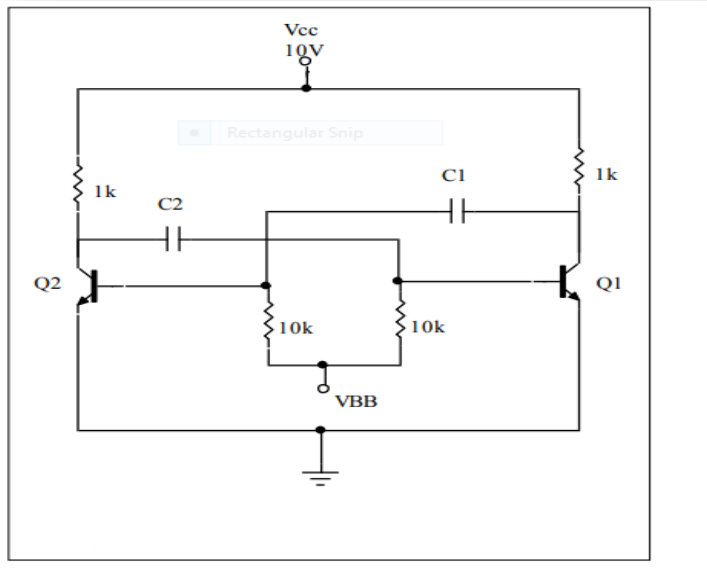 Vcc
10V
Rectangular Snip
C1
1k
1k
C2
Q2
Q1
10k
10k
VBB